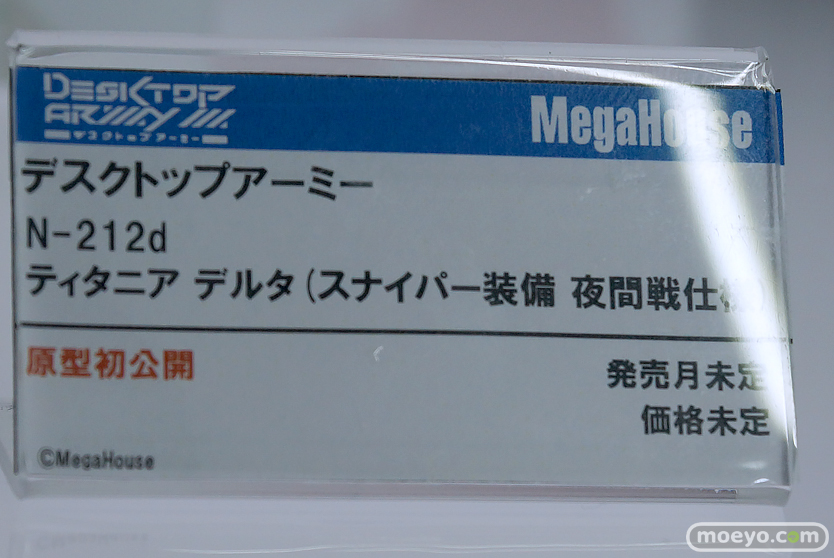 DESKTOP
ARMY
デスクトップアーミー
MegaHouse
デスクトップアーミー
N-212d
ティタニア デルタ(スナイパー装備 夜間戦仕様)
原型初公開
発売月未定
価格未定
©MegaHouse
moeyo.com